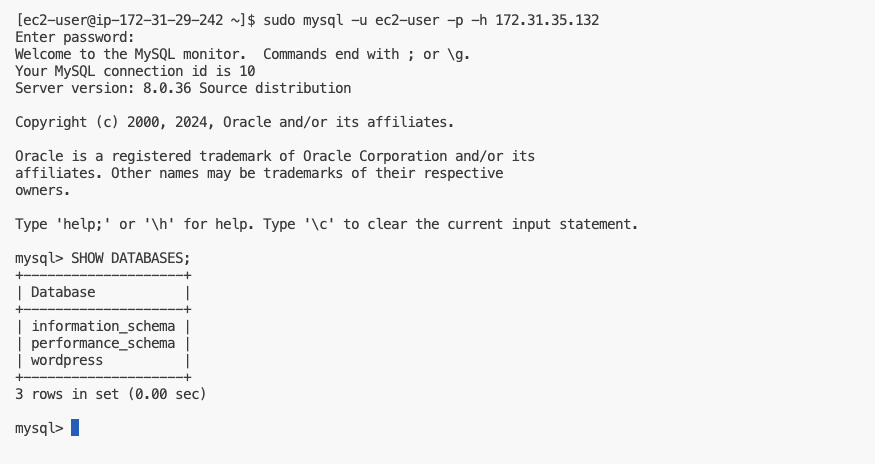 [ec2-user@ip-172-31-29-242 ~]$ sudo mysql -u ec2-user -p -h 172.31.35.132
Enter password:
Welcome to the MySQL monitor.  Commands end with ; or \g.
Your MySQL connection id is 10
Server version: 8.0.36 Source distribution

Copyright (c) 2000, 2024, Oracle and/or its affiliates.

Oracle is a registered trademark of Oracle Corporation and/or its
affiliates. Other names may be trademarks of their respective
owners.

Type 'help;' or '\h' for help. Type '\c' to clear the current input statement.

mysql> SHOW DATABASES;
+--------------------+
| Database           |
+--------------------+
| information_schema |
| performance_schema |
| wordpress          |
+--------------------+
3 rows in set (0.00 sec)

mysql>